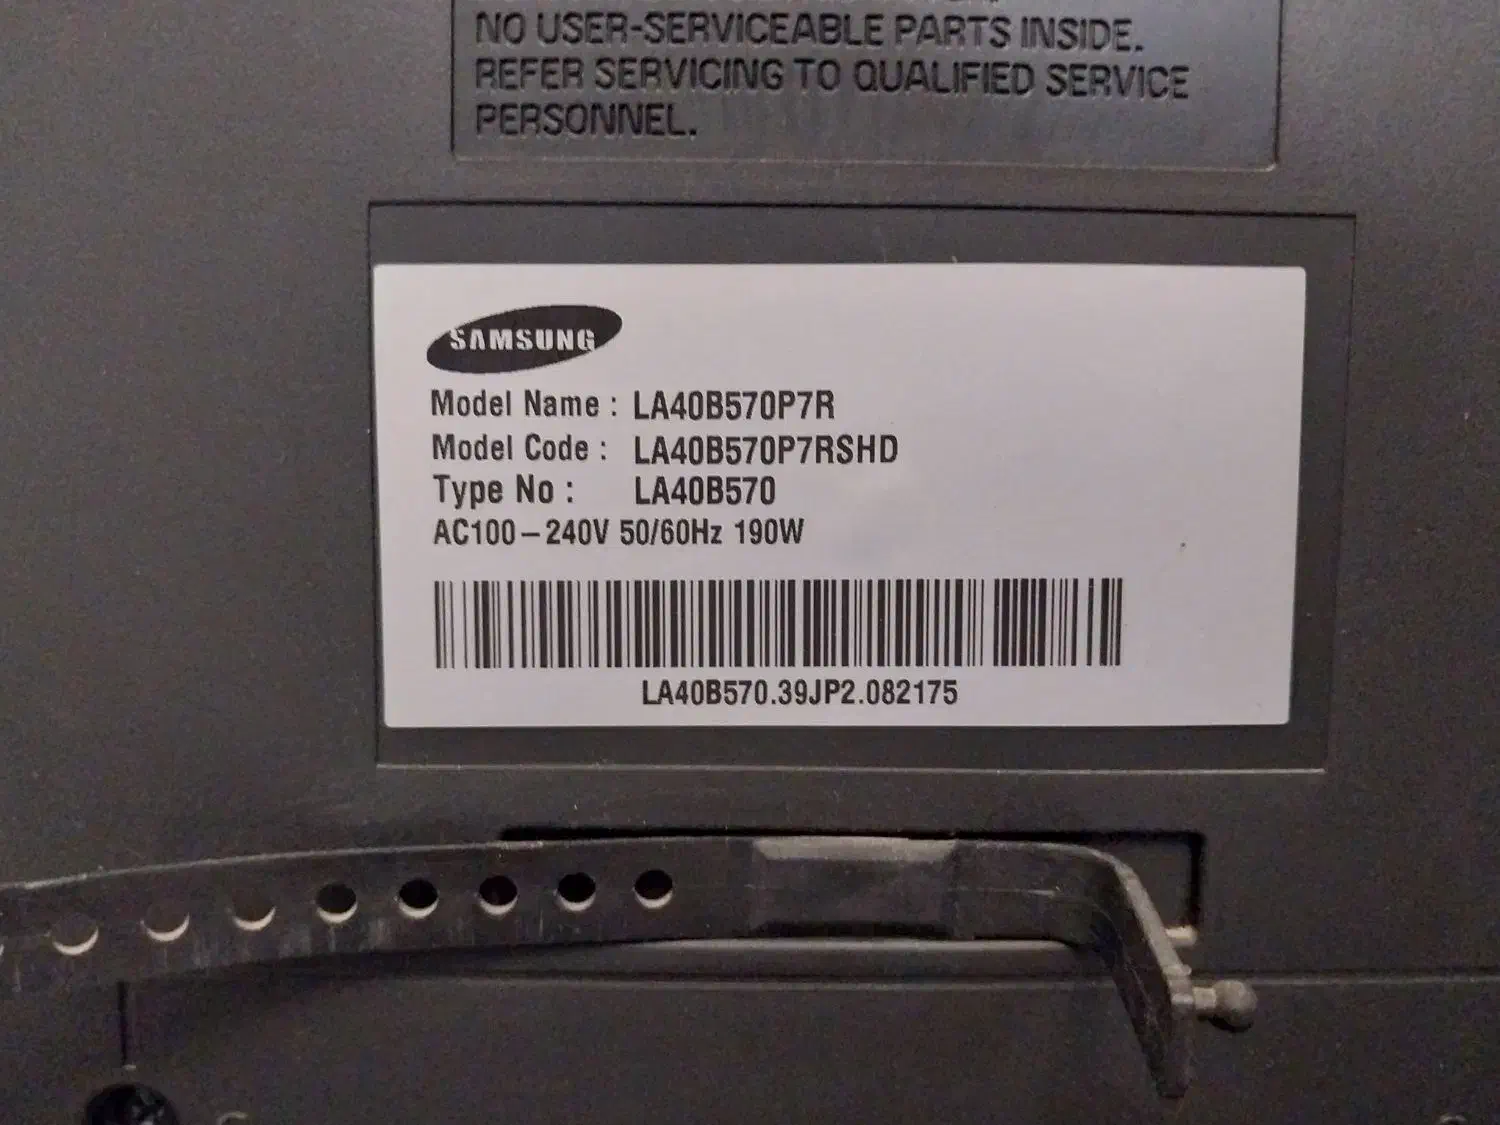 NO USER-SERVICEABLE PARTS INSIDE.
REFER SERVICING TO QUALIFIED SERVICE
PERSONNEL.
SAMSUNG
Model Name : LA40B570P7R
Model Code : LA40B570P7RSHD
Type No : LA40B570
AC100-240V 50/60Hz 190W
LA40B570.39JP2.082175